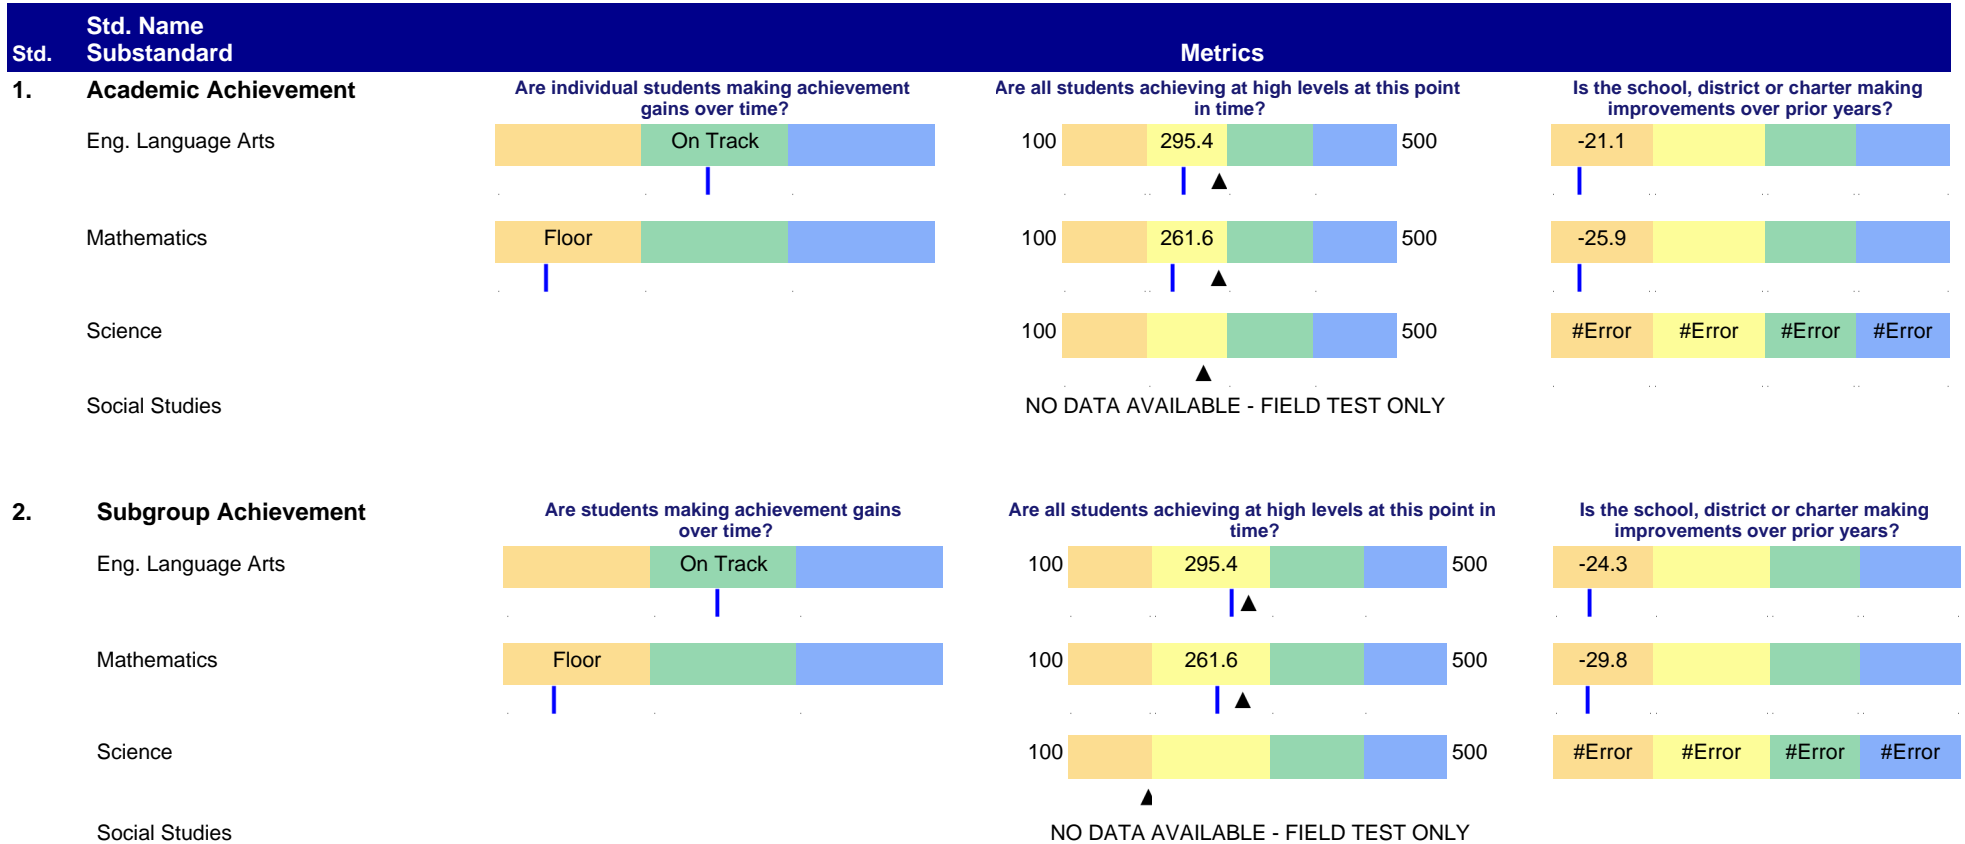 Std. Name
Std. Substandard Metrics
1. Academic Achievement
Are individual students making achievement
gains over time?
Are all students achieving at high levels at this point
in time?
Is the school, district or charter making
improvements over prior years?
Eng. Language Arts On Track 100 295.4 500 -21.1
Mathematics Floor 100 261.6 500 -25.9
Science 100 500 #Error #Error #Error #Error
Social Studies NO DATA AVAILABLE - FIELD TEST ONLY
2. Subgroup Achievement
Are students making achievement gains
over time?
Are all students achieving at high levels at this point in
time?
Is the school, district or charter making
improvements over prior years?
Eng. Language Arts On Track 100 295.4 500 -24.3
Mathematics Floor 100 261.6 500 -29.8
Science 100 500 #Error #Error #Error #Error
Social Studies NO DATA AVAILABLE - FIELD TEST ONLY